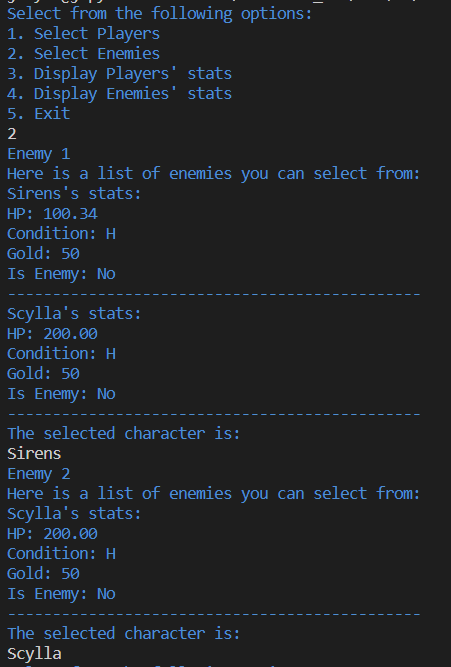 Select from the following options:
1. Select Players
2. Select Enemies
3. Display Players' stats
4. Display Enemies' stats
5. Exit
2
Enemy 1
Here is a list of enemies you can select from:
Sirens's stats:
HP: 100.34
Condition: H
Gold: 50
Is Enemy: No
----------------------------------------------
Scylla's stats:
HP: 200.00
Condition: H
Gold: 50
Is Enemy: No
----------------------------------------------
The selected character is:
Sirens
Enemy 2
Here is a list of enemies you can select from:
Scylla's stats:
HP: 200.00
Condition: H
Gold: 50
Is Enemy: No
----------------------------------------------
The selected character is:
Scylla